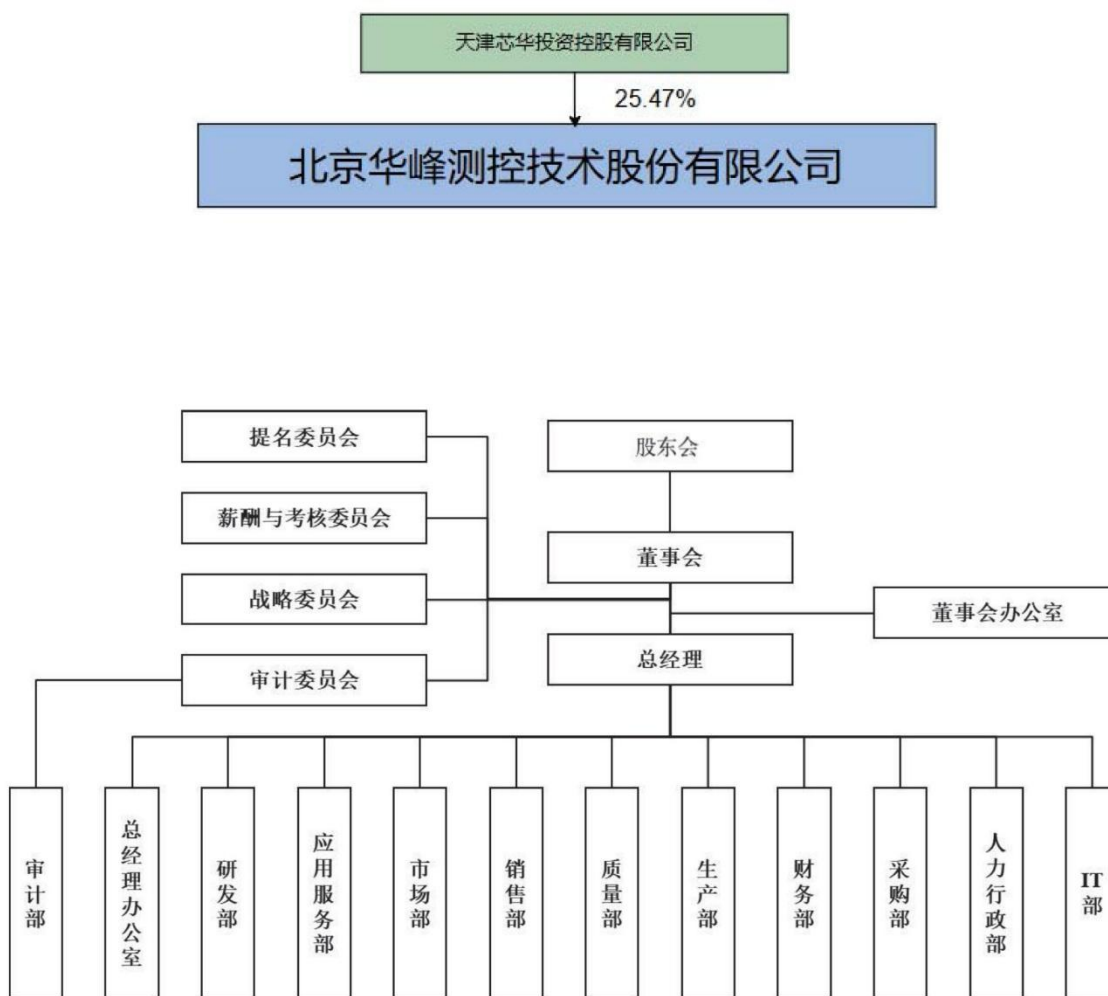 天津芯华投资控股有限公司
25.47%
北京华峰测控技术股份有限公司
提名委员会
股东会
薪酬与考核委员会
董事会
战略委员会
董事会办公室
总经理
审计委员会
审计部
总经理办公室
研发部
应用服务部
市场部
销售部
质量部
生产部
财务部
采购部
人力行政部
IT部